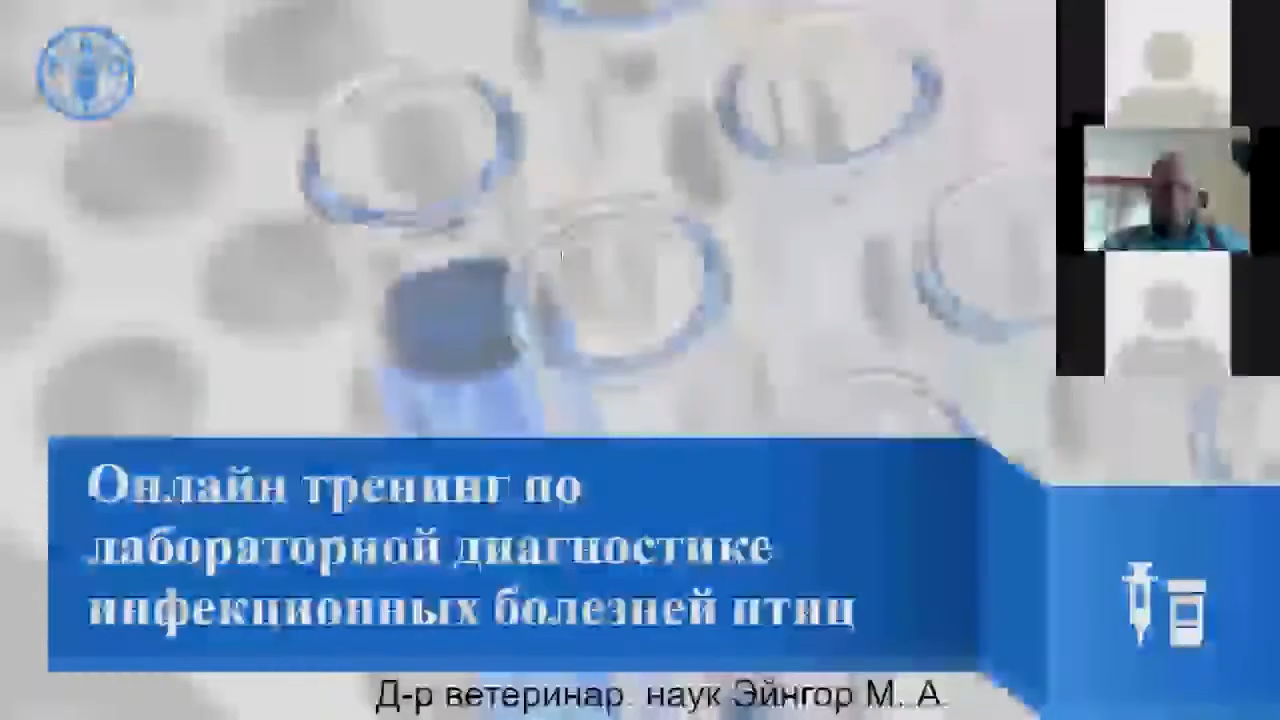 Онлайн тренинг по
лабораторной диагностике
инфекционных болезней птиц
Д-р ветеринар. наук Эйнгор М. А.